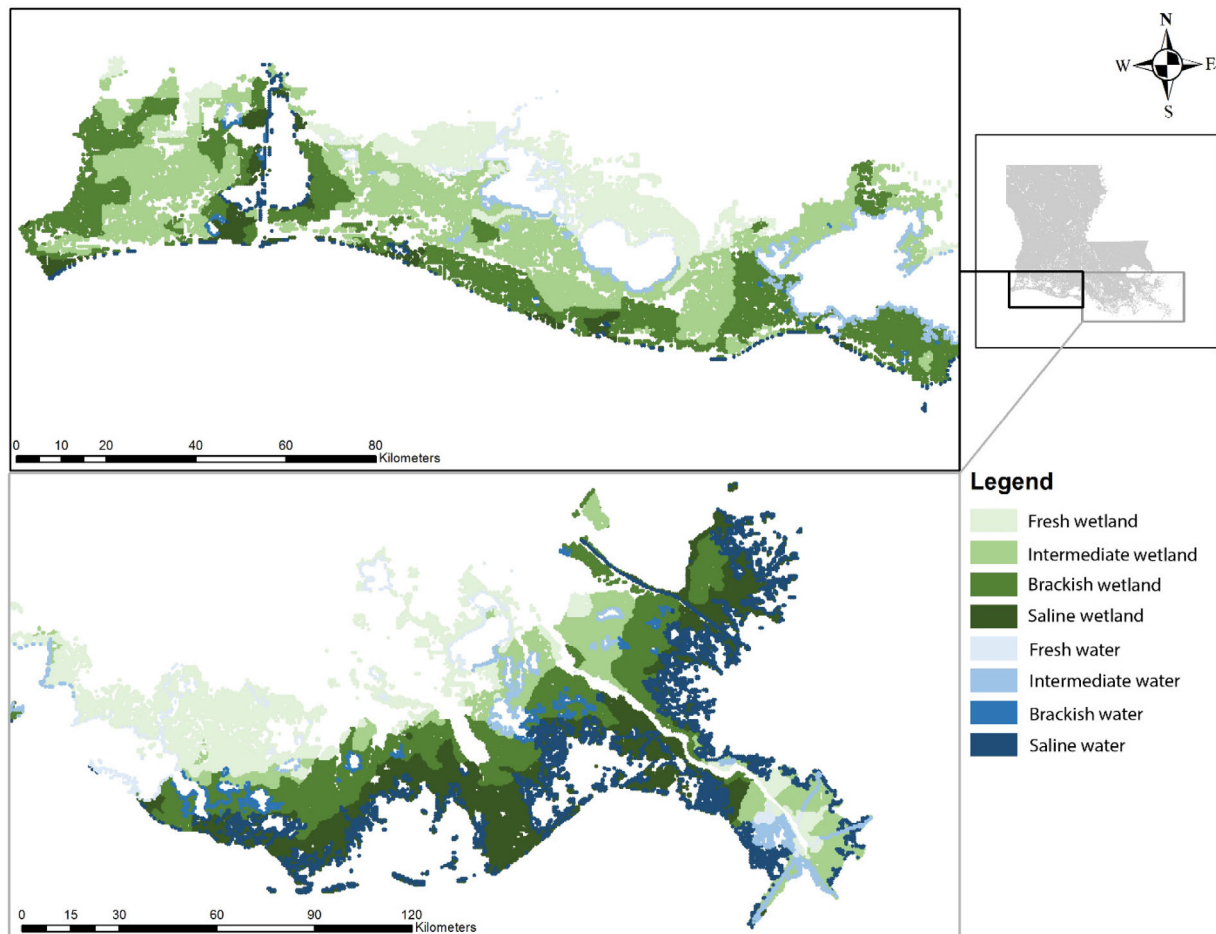 N
W E
S
0 10 20 40 60 80
Kilometers
Legend
Fresh wetland
Intermediate wetland
Brackish wetland
Saline wetland
Fresh water
Intermediate water
Brackish water
Saline water
0 15 30 60 90 120
Kilometers